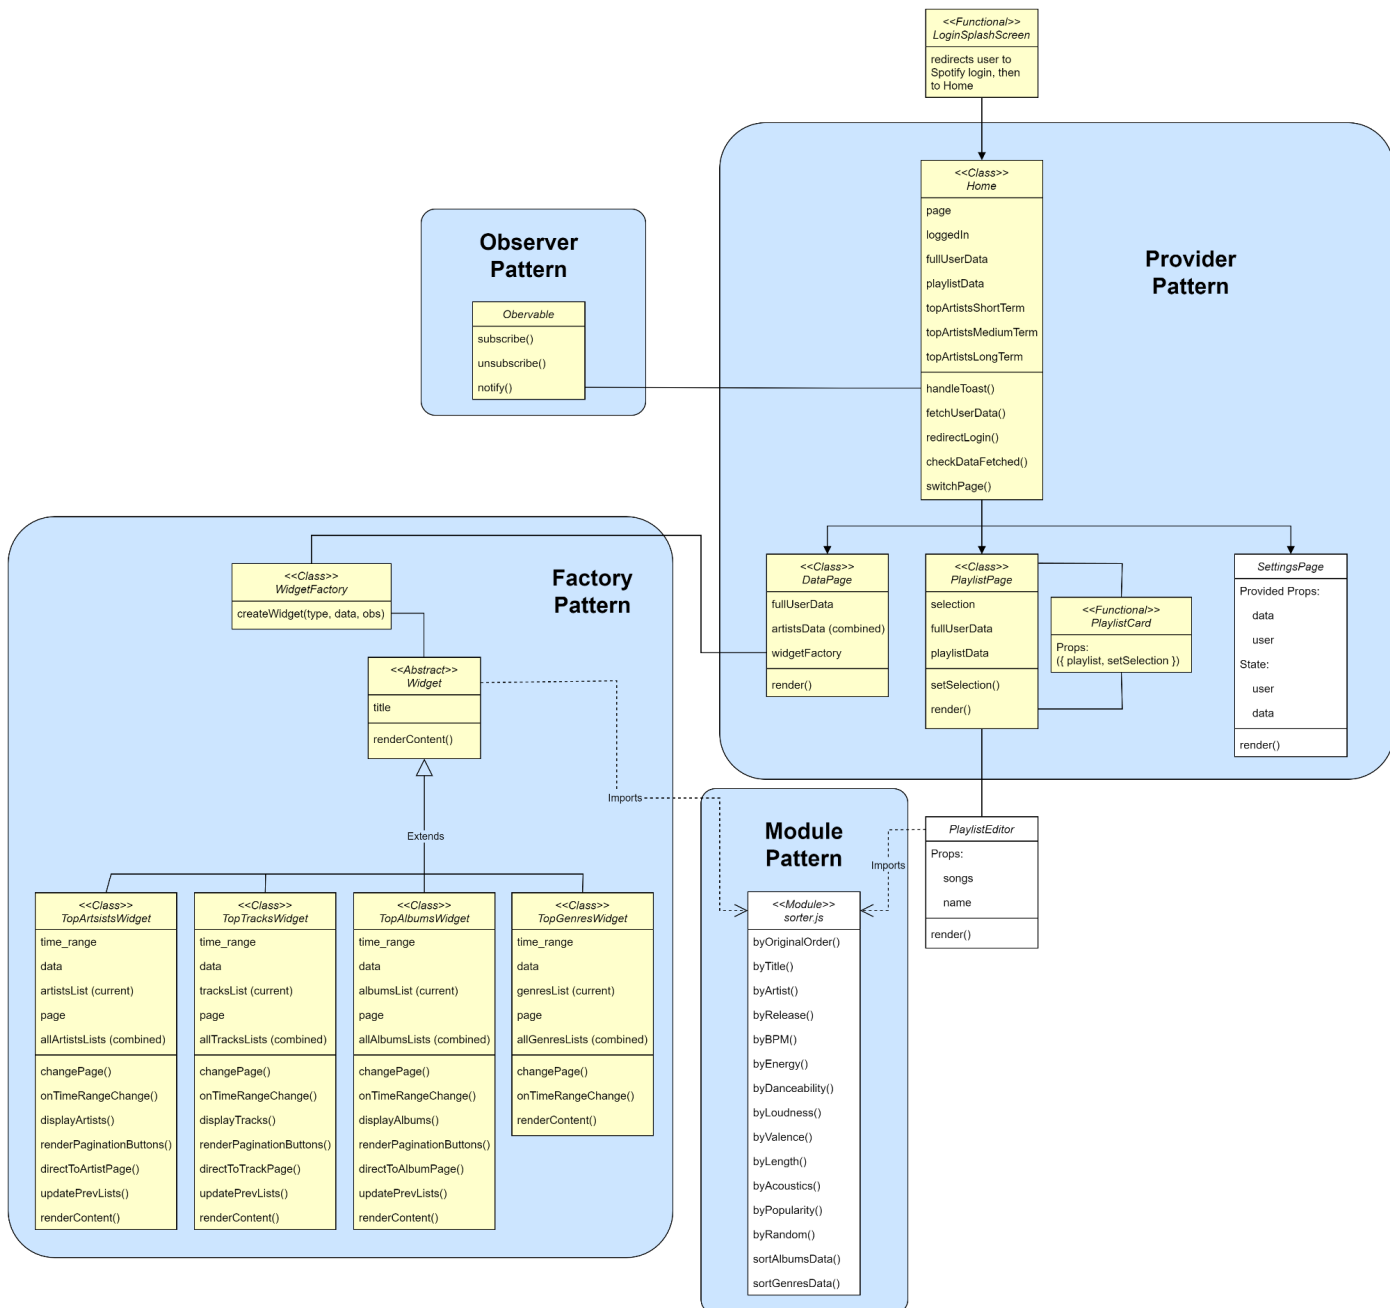 <<Functional>>
LoginSplashScreen
redirects user to
Spotify login, then
to Home
<<Class>>
Home
page
loggedIn
fullUserData
playlistData
topArtistsShortTerm
topArtistsMediumTerm
topArtistsLongTerm
handleToast()
fetchUserData()
redirectLogin()
checkDataFetched()
switchPage()
Provider
Pattern
Observer
Pattern
Obervable
subscribe()
unsubscribe()
notify()
Factory
Pattern
<<Class>>
WidgetFactory
createWidget(type, data, obs)
<<Abstract>>
Widget
title
renderContent()
Extends
Imports
<<Class>>
DataPage
fullUserData
artistsData (combined)
widgetFactory
render()
<<Class>>
PlaylistPage
selection
fullUserData
playlistData
setSelection()
render()
<<Functional>>
PlaylistCard
Props:
({ playlist, setSelection })
SettingsPage
Provided Props:
data
user
State:
user
data
render()
<<Class>>
TopArtsistsWidget
time_range
data
artistsList (current)
page
allArtistsLists (combined)
changePage()
onTimeRangeChange()
displayArtists()
renderPaginationButtons()
directToArtistPage()
updatePrevLists()
renderContent()
<<Class>>
TopTracksWidget
time_range
data
tracksList (current)
page
allTracksLists (combined)
changePage()
onTimeRangeChange()
displayTracks()
renderPaginationButtons()
directToTrackPage()
updatePrevLists()
renderContent()
<<Class>>
TopAlbumsWidget
time_range
data
albumsList (current)
page
allAlbumsLists (combined)
changePage()
onTimeRangeChange()
displayAlbums()
renderPaginationButtons()
directToAlbumPage()
updatePrevLists()
renderContent()
<<Class>>
TopGenresWidget
time_range
data
genresList (current)
page
allGenresLists (combined)
changePage()
onTimeRangeChange()
renderContent()
Module
Pattern
<<Module>>
sorter.js
byOriginalOrder()
byTitle()
byArtist()
byRelease()
byBPM()
byEnergy()
byDanceability()
byLoudness()
byValence()
byLength()
byAcoustics()
byPopularity()
byRandom()
sortAlbumsData()
sortGenresData()
Imports
PlaylistEditor
Props:
songs
name
render()